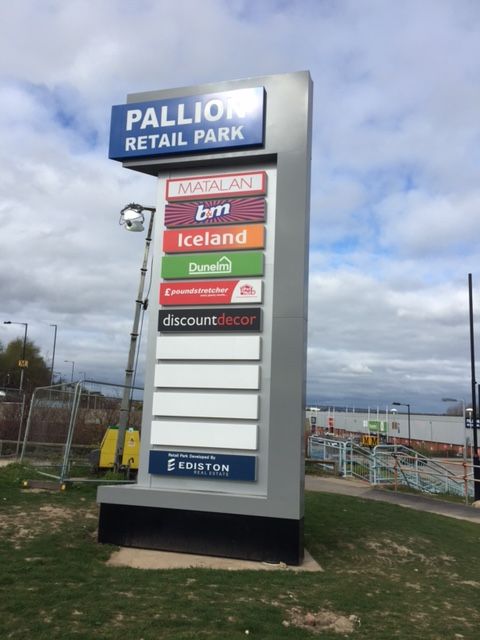 PALLION
RETAIL PARK
MATALAN
b&m
Iceland
Dunelm
£poundstretcher
discountdecor
Retail Park Developed By
EDISTON
REAL ESTATE